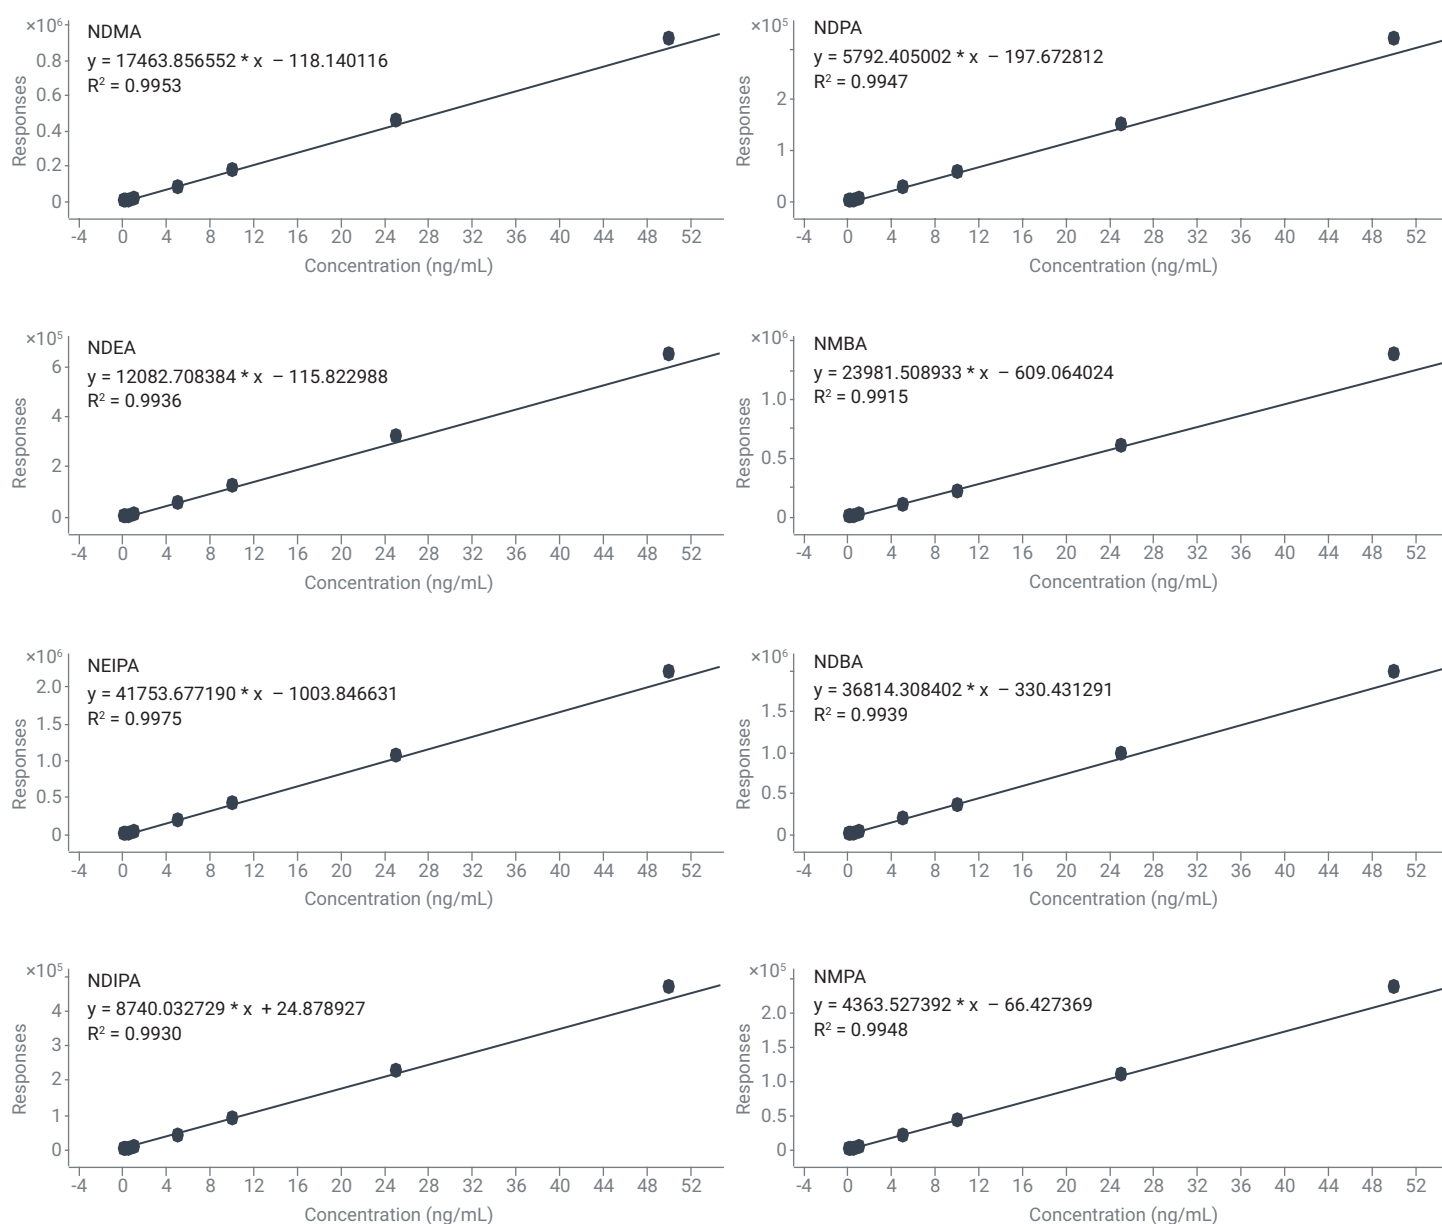 ×10⁶
NDMA
y = 17463.856552 * x – 118.140116
R² = 0.9953
0.8
0.6
0.4
0.2
0
Responses
-4 0 4 8 12 16 20 24 28 32 36 40 44 48 52
Concentration (ng/mL)
×10⁵
NDPA
y = 5792.405002 * x – 197.672812
R² = 0.9947
2
1
0
Responses
-4 0 4 8 12 16 20 24 28 32 36 40 44 48 52
Concentration (ng/mL)
×10⁵
NDEA
y = 12082.708384 * x – 115.822988
R² = 0.9936
6
4
2
0
Responses
-4 0 4 8 12 16 20 24 28 32 36 40 44 48 52
Concentration (ng/mL)
×10⁶
NMBA
y = 23981.508933 * x – 609.064024
R² = 0.9915
1.0
0.5
0
Responses
-4 0 4 8 12 16 20 24 28 32 36 40 44 48 52
Concentration (ng/mL)
×10⁶
NEIPA
y = 41753.677190 * x – 1003.846631
R² = 0.9975
2.0
1.5
1.0
0.5
0
Responses
-4 0 4 8 12 16 20 24 28 32 36 40 44 48 52
Concentration (ng/mL)
×10⁶
NDBA
y = 36814.308402 * x – 330.431291
R² = 0.9939
1.5
1.0
0.5
0
Responses
-4 0 4 8 12 16 20 24 28 32 36 40 44 48 52
Concentration (ng/mL)
×10⁵
NDIPA
y = 8740.032729 * x + 24.878927
R² = 0.9930
4
3
2
1
0
Responses
-4 0 4 8 12 16 20 24 28 32 36 40 44 48 52
Concentration (ng/mL)
×10⁵
NMPA
y = 4363.527392 * x – 66.427369
R² = 0.9948
2.0
1.5
1.0
0.5
0
Responses
-4 0 4 8 12 16 20 24 28 32 36 40 44 48 52
Concentration (ng/mL)